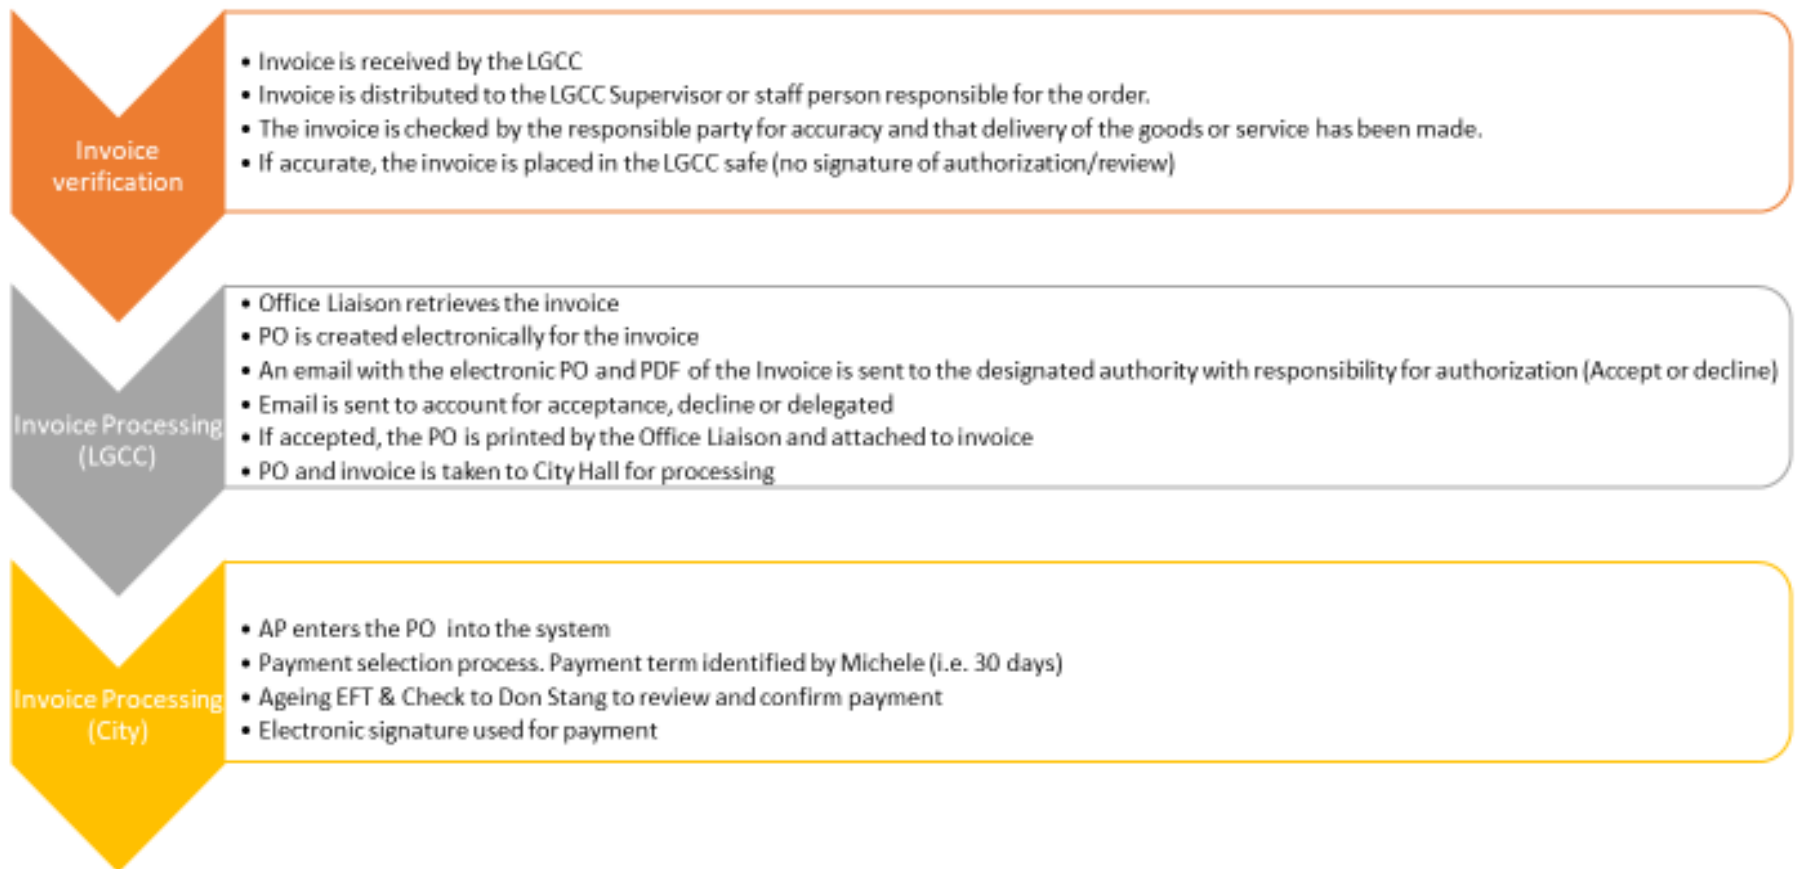 Invoice
verification
• Invoice is received by the LGCC
• Invoice is distributed to the LGCC Supervisor or staff person responsible for the order.
• The invoice is checked by the responsible party for accuracy and that delivery of the goods or service has been made.
• If accurate, the invoice is placed in the LGCC safe (no signature of authorization/review)
Invoice Processing
(LGCC)
• Office Liaison retrieves the invoice
• PO is created electronically for the invoice
• An email with the electronic PO and PDF of the Invoice is sent to the designated authority with responsibility for authorization (Accept or decline)
• Email is sent to account for acceptance, decline or delegated
• If accepted, the PO is printed by the Office Liaison and attached to invoice
• PO and invoice is taken to City Hall for processing
Invoice Processing
(City)
• AP enters the PO into the system
• Payment selection process. Payment term identified by Michele (i.e. 30 days)
• Ageing EFT & Check to Don Stang to review and confirm payment
• Electronic signature used for payment